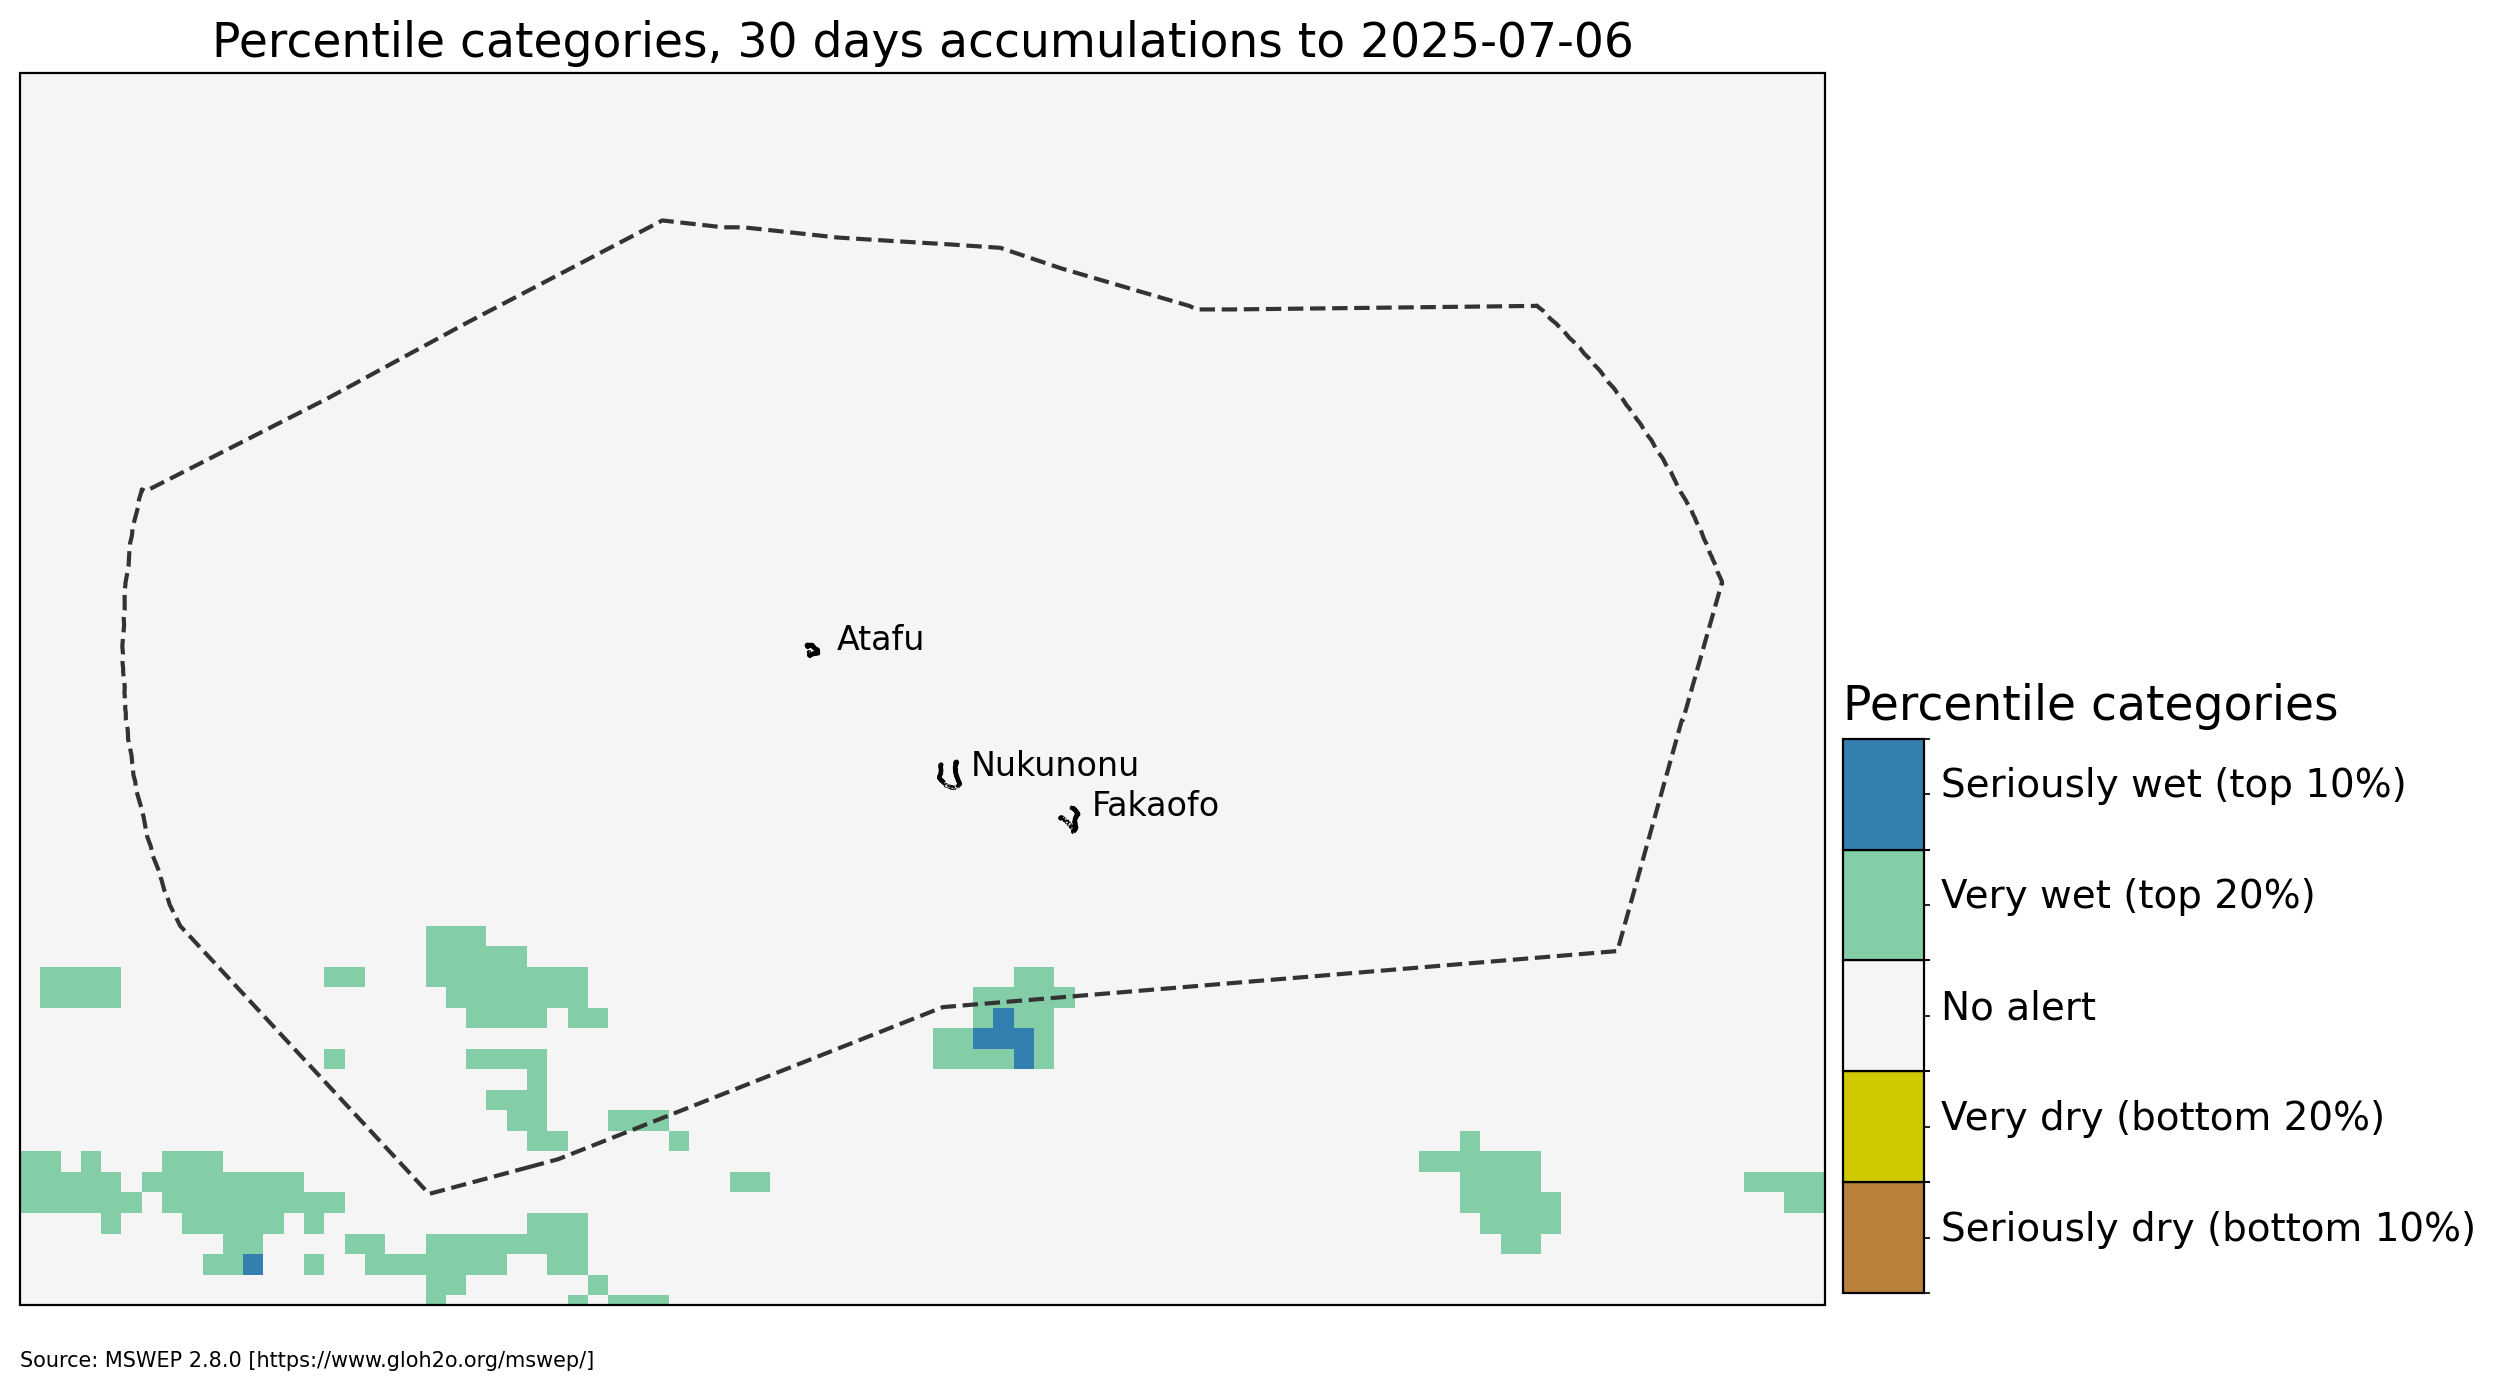 Percentile categories, 30 days accumulations to 2025-07-06
Atafu
Nukunonu
Fakaofo
Percentile categories
Seriously wet (top 10%)
Very wet (top 20%)
No alert
Very dry (bottom 20%)
Seriously dry (bottom 10%)
Source: MSWEP 2.8.0 [https://www.gloh2o.org/mswep/]